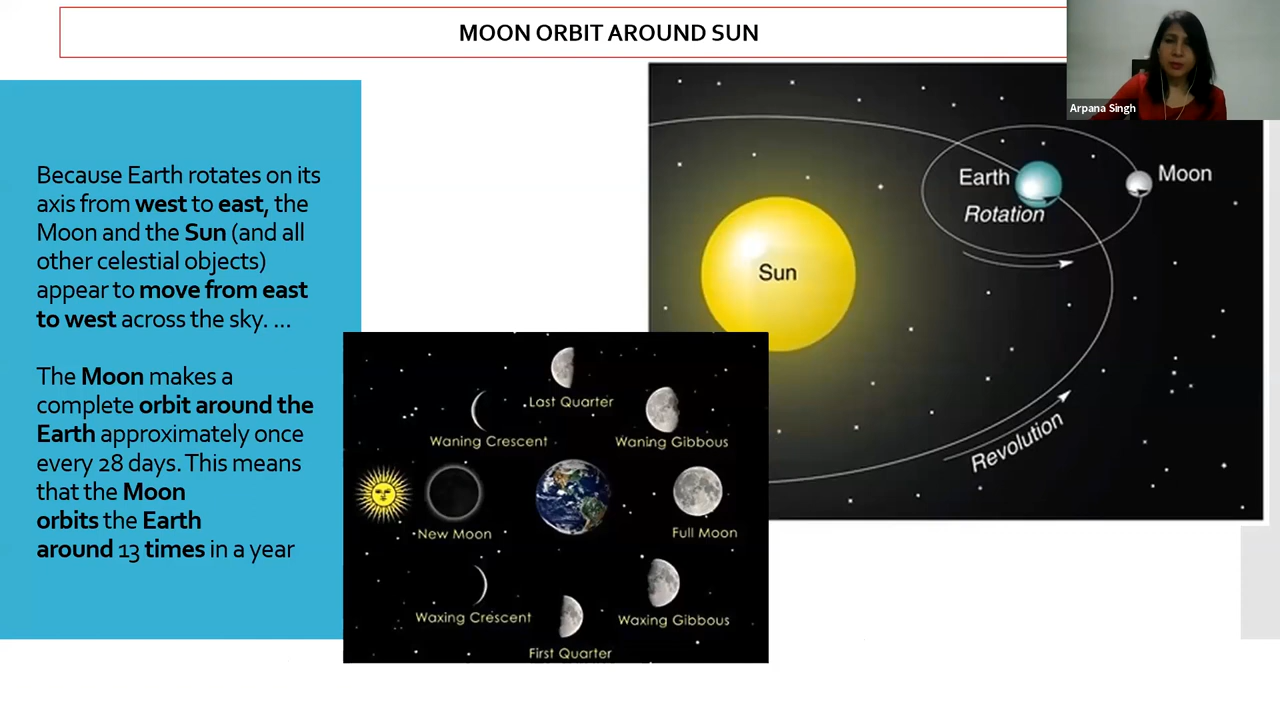 MOON ORBIT AROUND SUN
Arpana Singh
Because Earth rotates on its
axis from west to east, the
Moon and the Sun (and all
other celestial objects)
appear to move from east
to west across the sky. ...
The Moon makes a
complete orbit around the
Earth approximately once
every 28 days. This means
that the Moon
orbits the Earth
around 13 times in a year
Earth
Moon
Rotation
Sun
Revolution
Last Quarter
Waning Crescent
Waning Gibbous
New Moon
Full Moon
Waxing Crescent
Waxing Gibbous
First Quarter